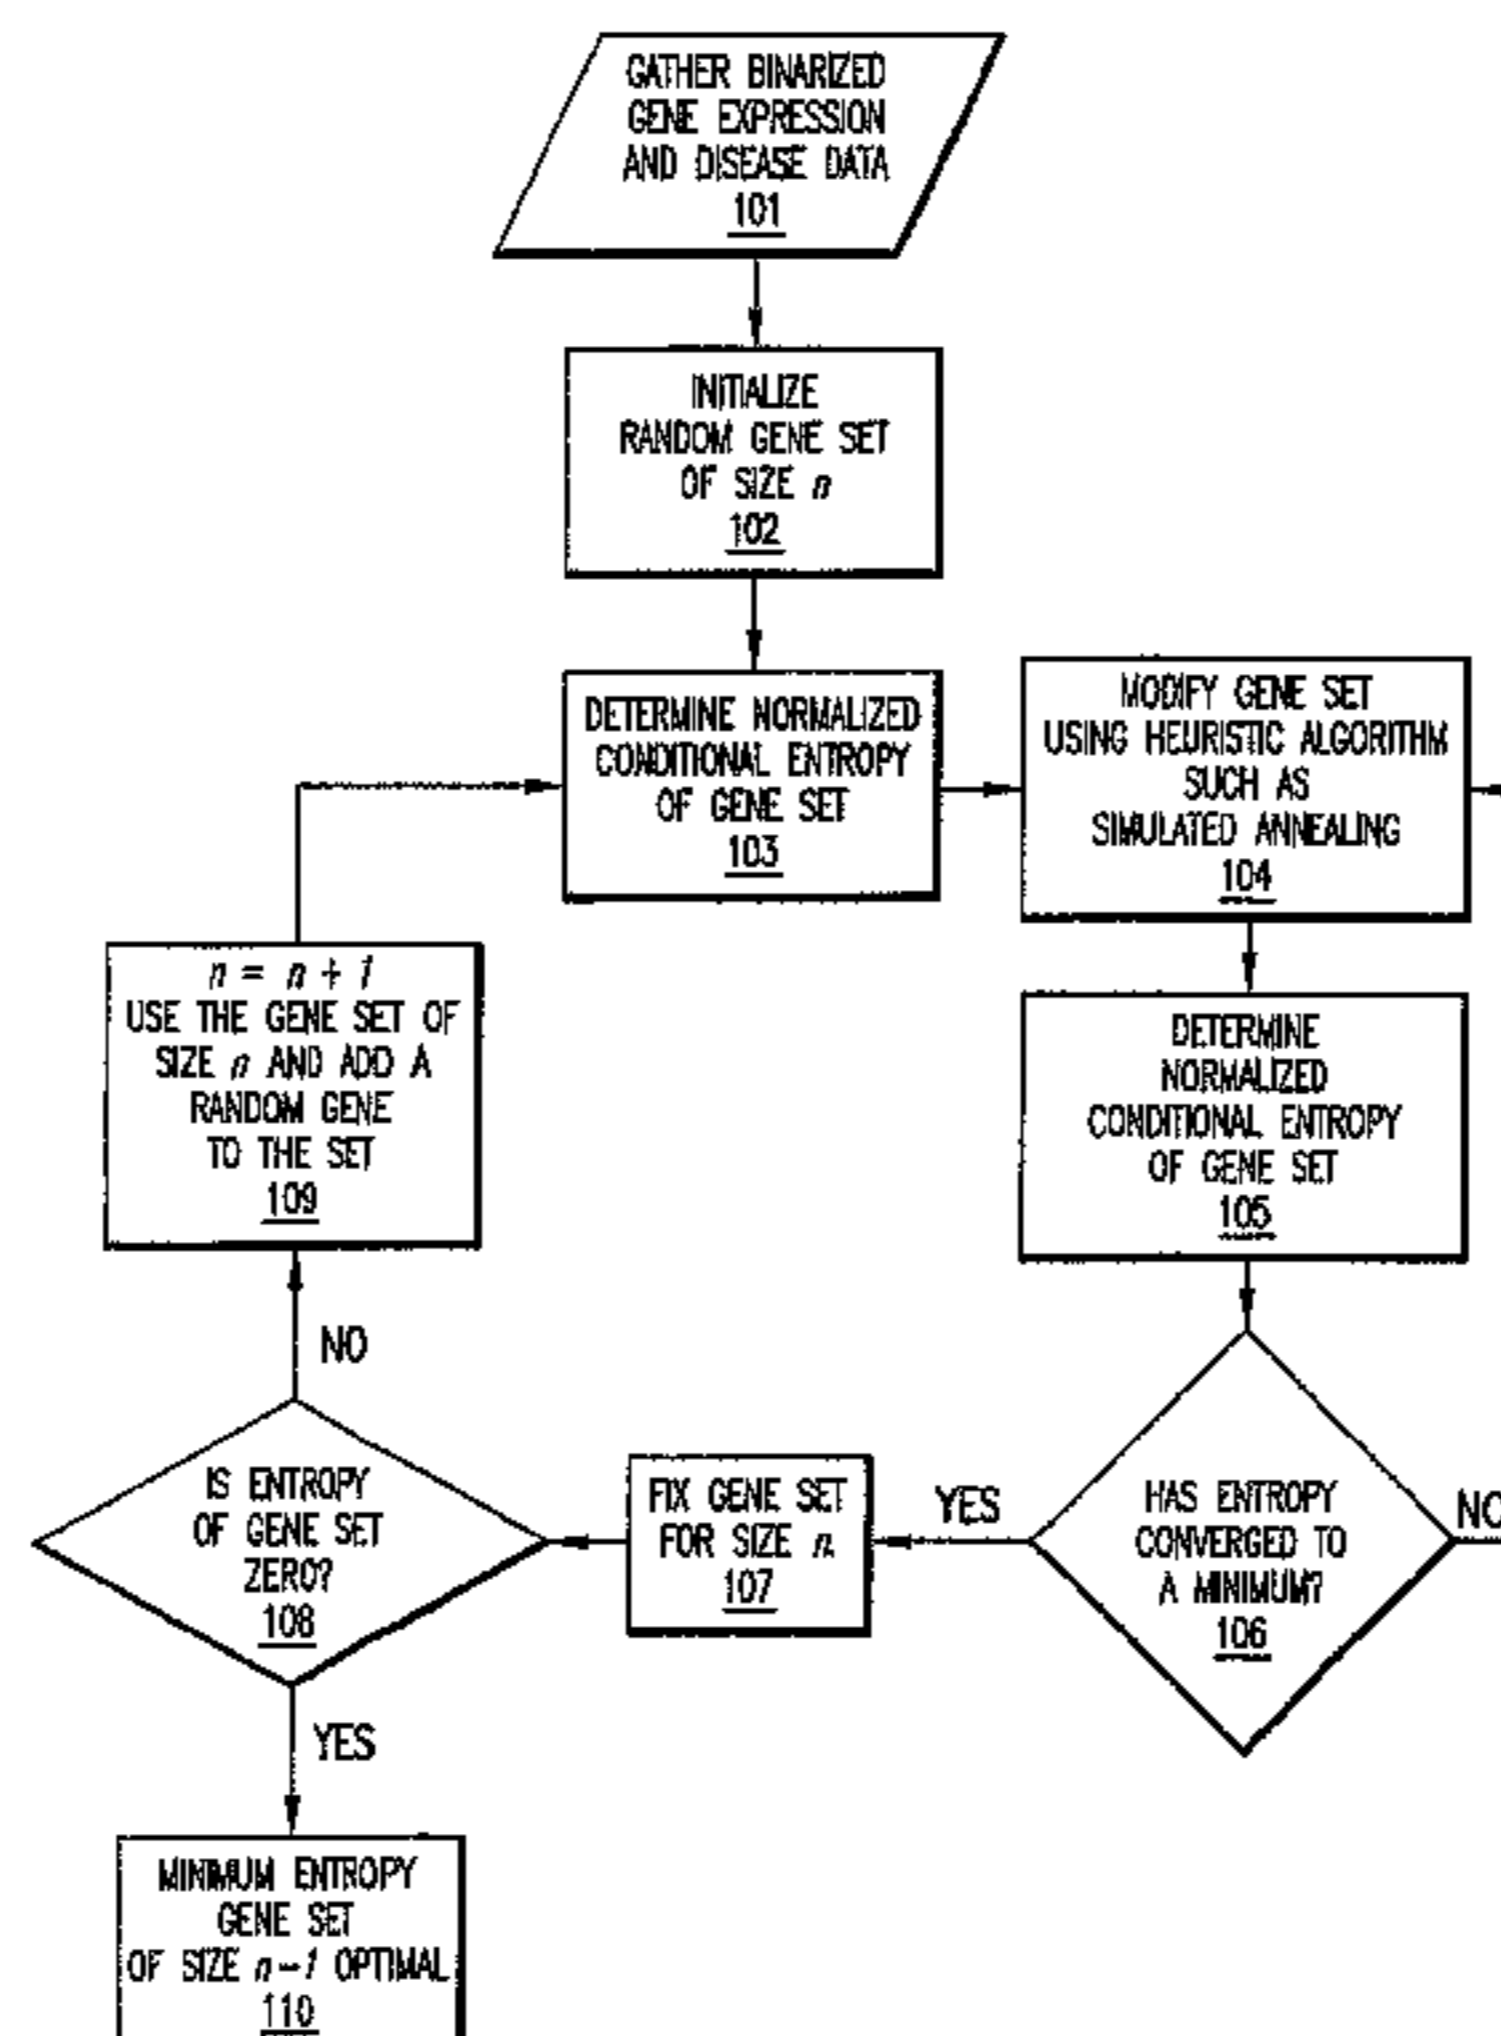 GATHER BINARIZED
GENE EXPRESSION
AND DISEASE DATA
101
INITIALIZE
RANDOM GENE SET
OF SIZE n
102
DETERMINE NORMALIZED
CONDITIONAL ENTROPY
OF GENE SET
103
MODIFY GENE SET
USING HEURISTIC ALGORITHM
SUCH AS
SIMULATED ANNEALING
104
n = n + 1
USE THE GENE SET OF
SIZE n AND ADD A
RANDOM GENE
TO THE SET
109
DETERMINE
NORMALIZED
CONDITIONAL ENTROPY
OF GENE SET
105
NO
IS ENTROPY
OF GENE SET
ZERO?
108
FIX GENE SET
FOR SIZE n
107
YES
HAS ENTROPY
CONVERGED TO
A MINIMUM?
106
NO
YES
MINIMUM ENTROPY
GENE SET
OF SIZE n-1 OPTIMAL
110